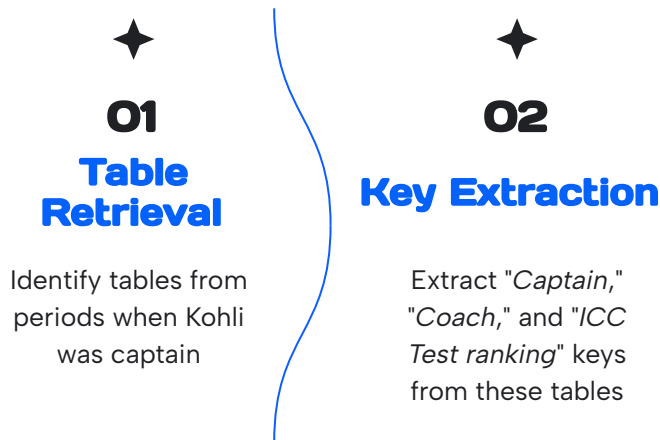 01
Table
Retrieval
Identify tables from
periods when Kohli
was captain
02
Key Extraction
Extract "Captain,"
"Coach," and "ICC
Test ranking" keys
from these tables